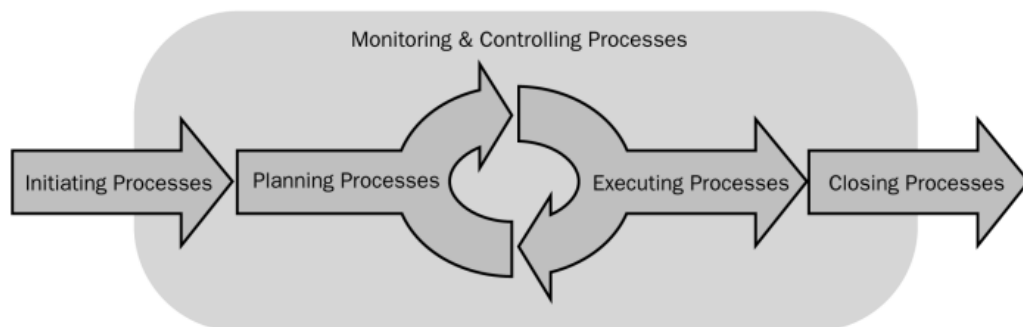 Monitoring & Controlling Processes
Initiating Processes
Planning Processes
Executing Processes
Closing Processes